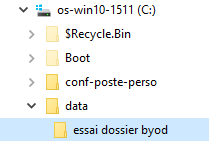 os-win10-1511 (C:)
$Recycle.Bin
Boot
conf-poste-perso
data
essai dossier byod